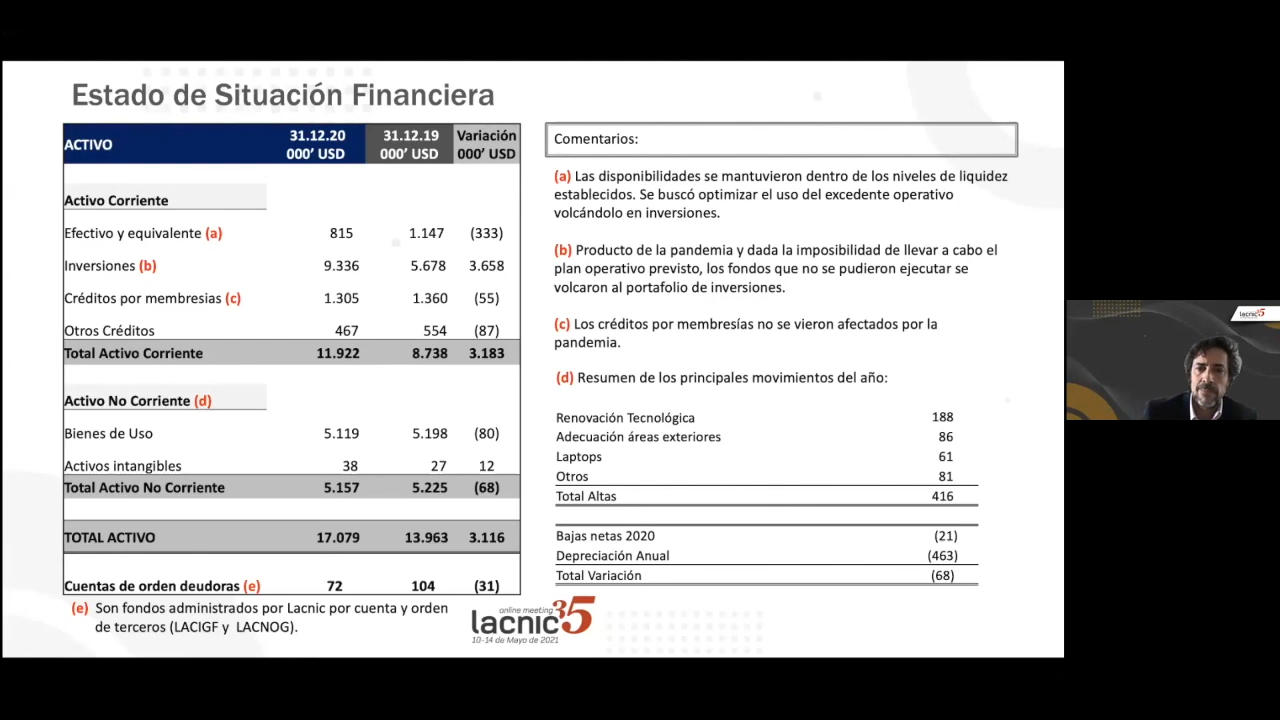 Estado de Situación Financiera
ACTIVO 31.12.20 000’ USD 31.12.19 000’ USD Variación 000’ USD
Activo Corriente
Efectivo y equivalente (a) 815 1.147 (333)
Inversiones (b) 9.336 5.678 3.658
Créditos por membresias (c) 1.305 1.360 (55)
Otros Créditos 467 554 (87)
Total Activo Corriente 11.922 8.738 3.183
Activo No Corriente (d)
Bienes de Uso 5.119 5.198 (80)
Activos intangibles 38 27 12
Total Activo No Corriente 5.157 5.225 (68)
TOTAL ACTIVO 17.079 13.963 3.116
Cuentas de orden deudoras (e) 72 104 (31)
(e) Son fondos administrados por Lacnic por cuenta y orden
de terceros (LACIGF y LACNOG).
Comentarios:
(a) Las disponibilidades se mantuvieron dentro de los niveles de liquidez
establecidos. Se buscó optimizar el uso del excedente operativo
volcándolo en inversiones.
(b) Producto de la pandemia y dada la imposibilidad de llevar a cabo el
plan operativo previsto, los fondos que no se pudieron ejecutar se
volcaron al portafolio de inversiones.
(c) Los créditos por membresías no se vieron afectados por la
pandemia.
(d) Resumen de los principales movimientos del año:
Renovación Tecnológica 188
Adecuación áreas exteriores 86
Laptops 61
Otros 81
Total Altas 416
Bajas netas 2020 (21)
Depreciación Anual (463)
Total Variación (68)
online meeting
lacnic35
10-14 de Mayo de 2021
lacnic35